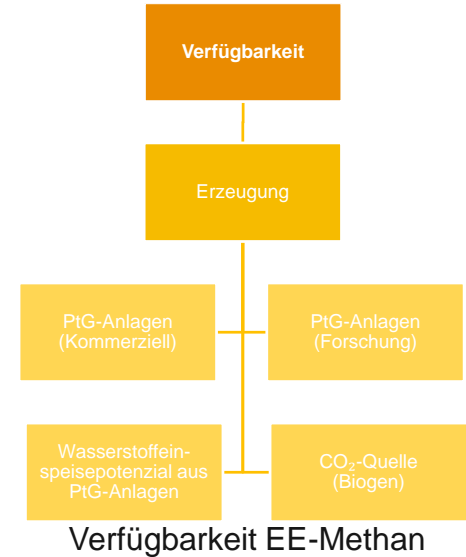 Verfügbarkeit
Erzeugung
PtG-Anlagen
(Kommerziell)
PtG-Anlagen
(Forschung)
Wasserstoffein-
speisepotenzial aus
PtG-Anlagen
CO₂-Quelle
(Biogen)
Verfügbarkeit EE-Methan